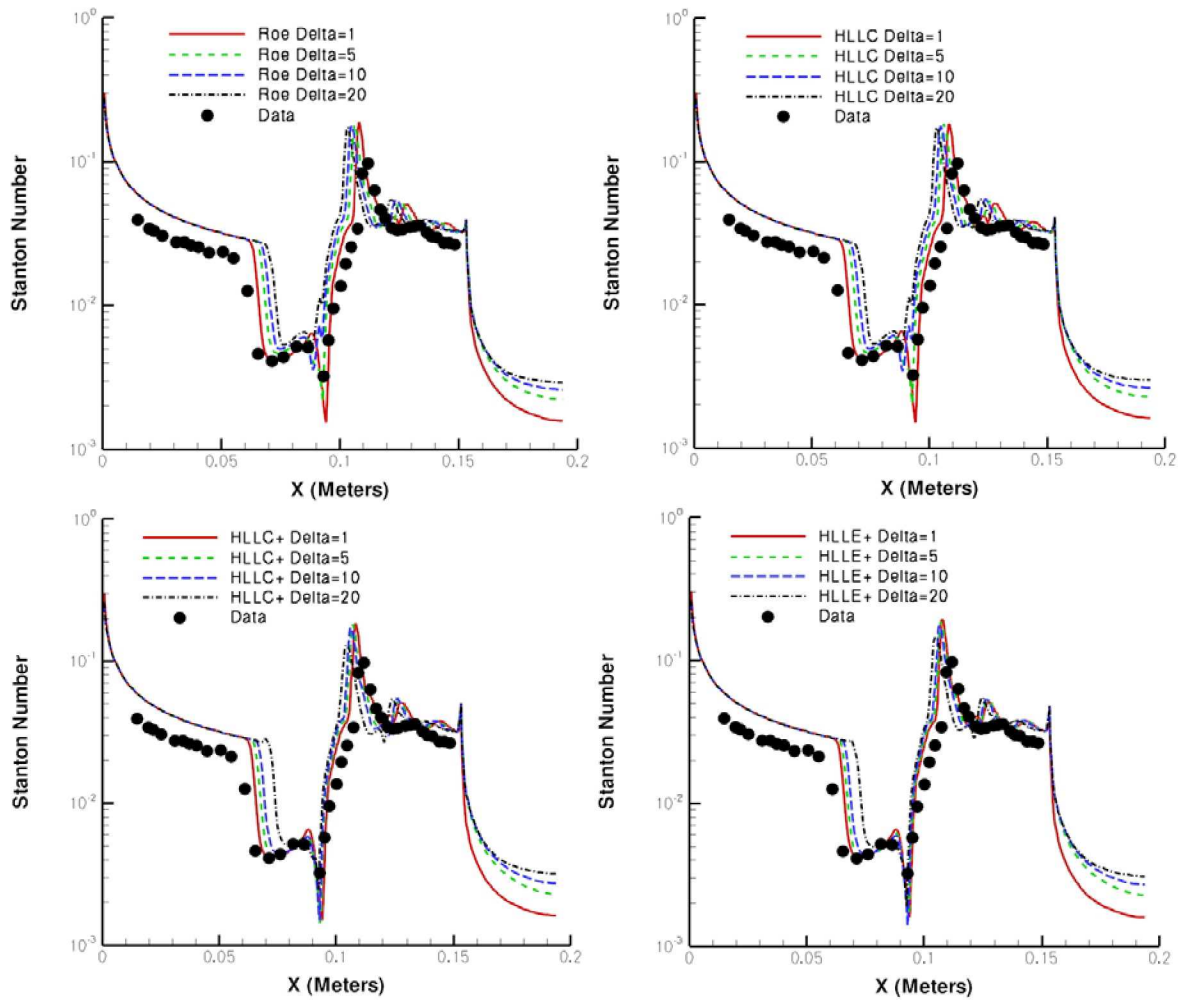 10^0
Roe Delta=1
Roe Delta=5
Roe Delta=10
Roe Delta=20
Data
10^-1
Stanton Number
10^-2
10^-3
0 0.05 0.1 0.15 0.2
X (Meters)
10^0
HLLC Delta=1
HLLC Delta=5
HLLC Delta=10
HLLC Delta=20
Data
10^-1
Stanton Number
10^-2
10^-3
0 0.05 0.1 0.15 0.2
X (Meters)
10^0
HLLC+ Delta=1
HLLC+ Delta=5
HLLC+ Delta=10
HLLC+ Delta=20
Data
10^-1
Stanton Number
10^-2
10^-3
0 0.05 0.1 0.15 0.2
X (Meters)
10^0
HLLE+ Delta=1
HLLE+ Delta=5
HLLE+ Delta=10
HLLE+ Delta=20
Data
10^-1
Stanton Number
10^-2
10^-3
0 0.05 0.1 0.15 0.2
X (Meters)